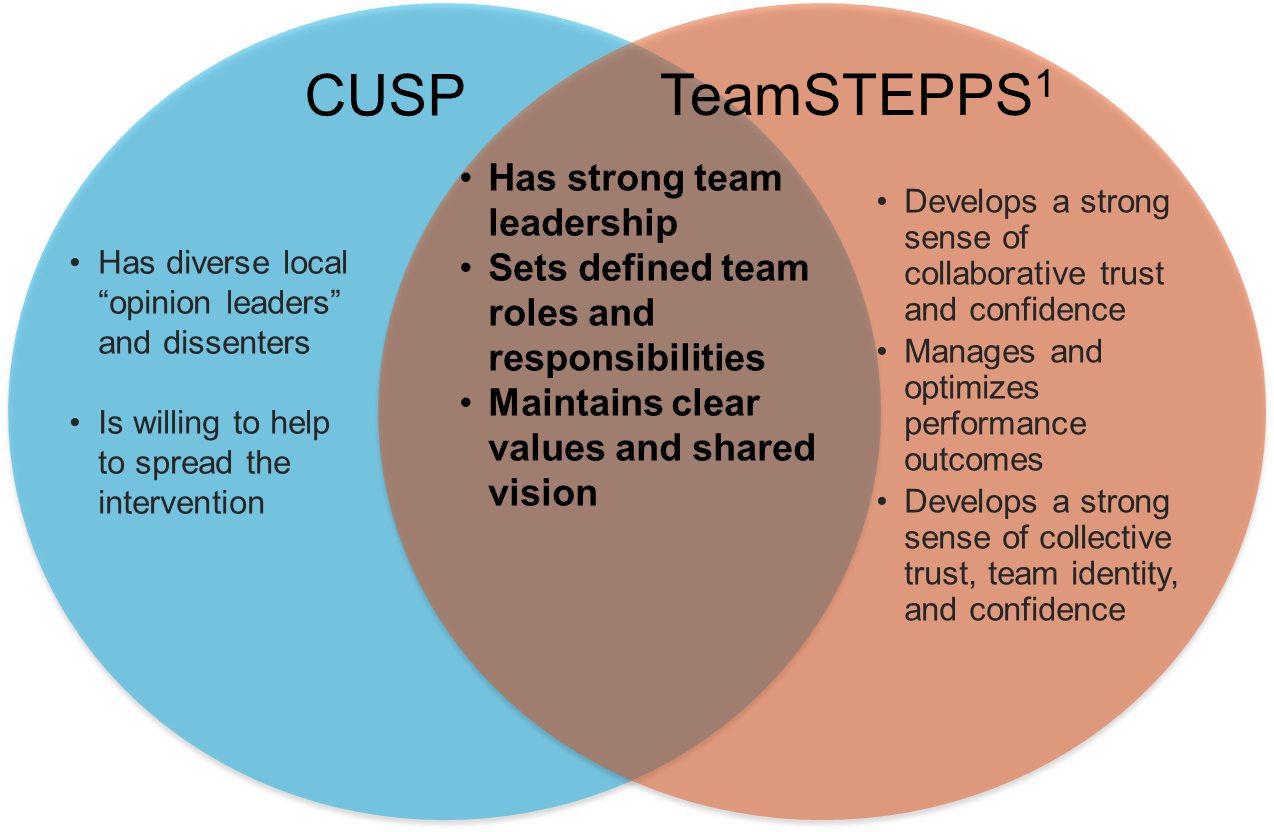 CUSP
TeamSTEPPS¹
• Has diverse local
“opinion leaders”
and dissenters
• Is willing to help
to spread the
intervention
• Has strong team
leadership
• Sets defined team
roles and
responsibilities
• Maintains clear
values and shared
vision
• Develops a strong
sense of
collaborative trust
and confidence
• Manages and
optimizes
performance
outcomes
• Develops a strong
sense of collective
trust, team identity,
and confidence